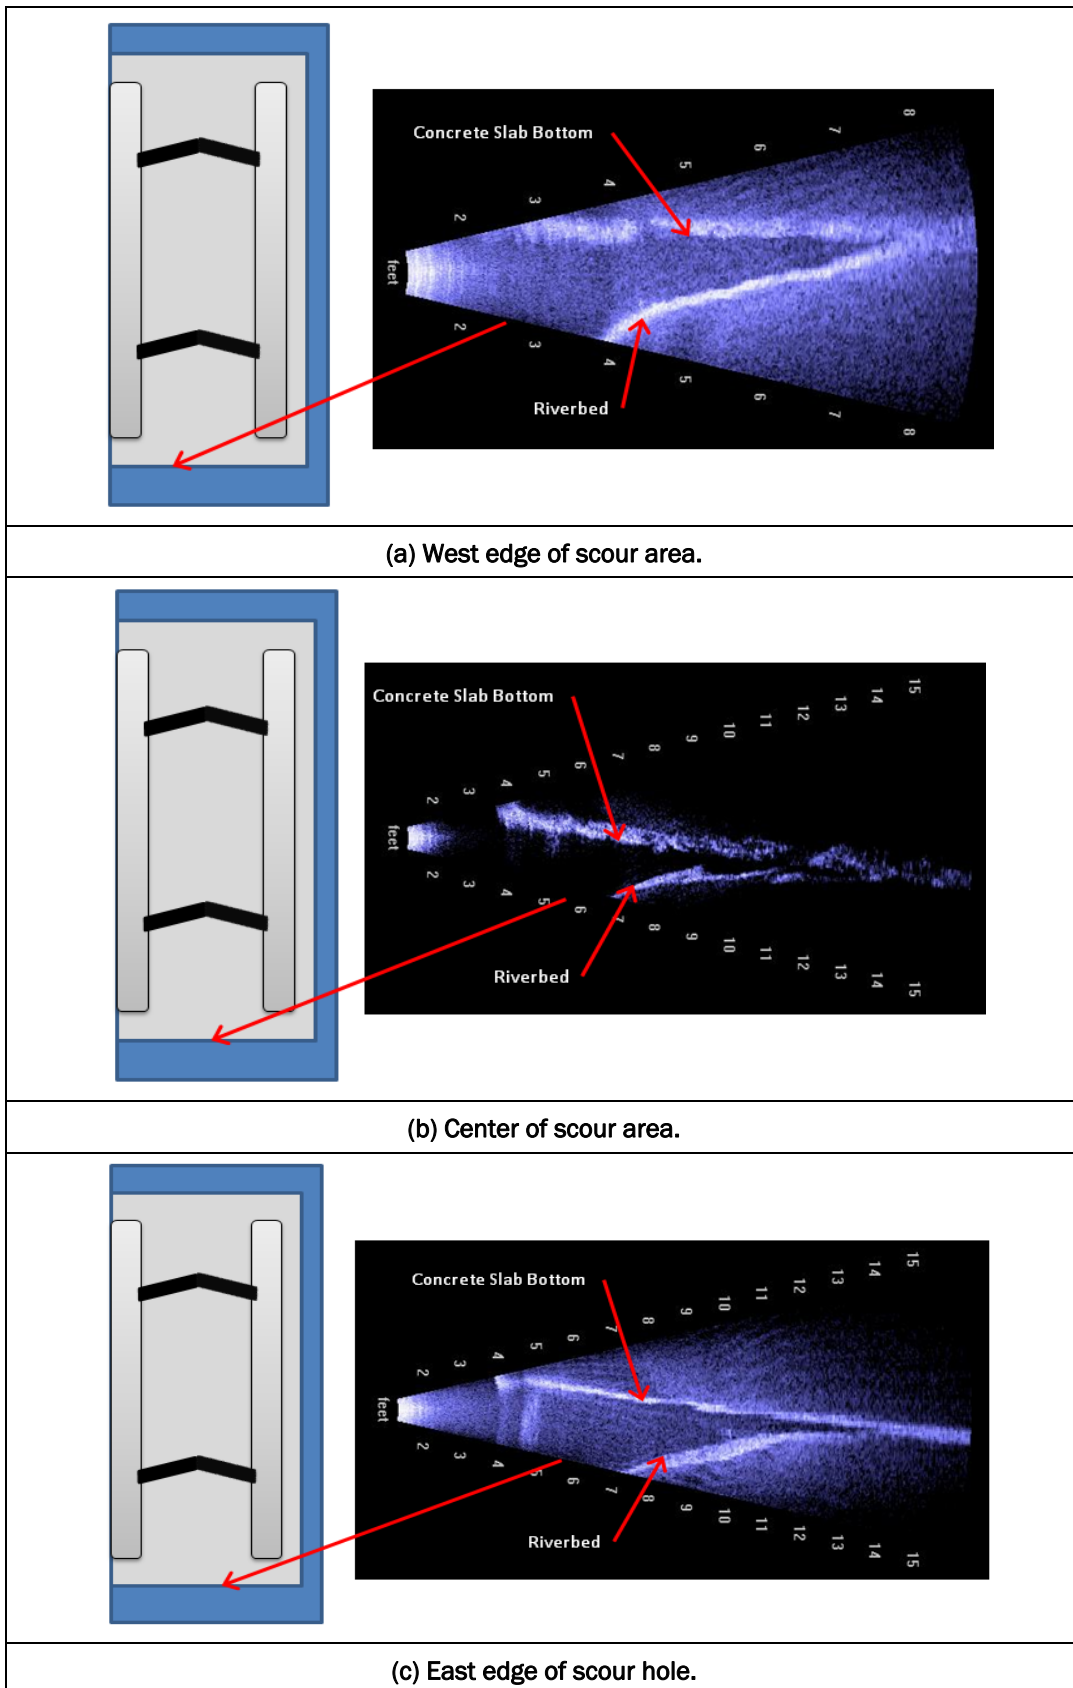 Concrete Slab Bottom
2 3 4 5 6 7 8
feet
2 3 4 5 6 7 8
Riverbed
(a) West edge of scour area.
Concrete Slab Bottom
2 3 4 5 6 7 8 9 10 11 12 13 14 15
feet
2 3 4 5 6 7 8 9 10 11 12 13 14 15
Riverbed
(b) Center of scour area.
Concrete Slab Bottom
2 3 4 5 6 7 8 9 10 11 12 13 14 15
feet
2 3 4 5 6 7 8 9 10 11 12 13 14 15
Riverbed
(c) East edge of scour hole.